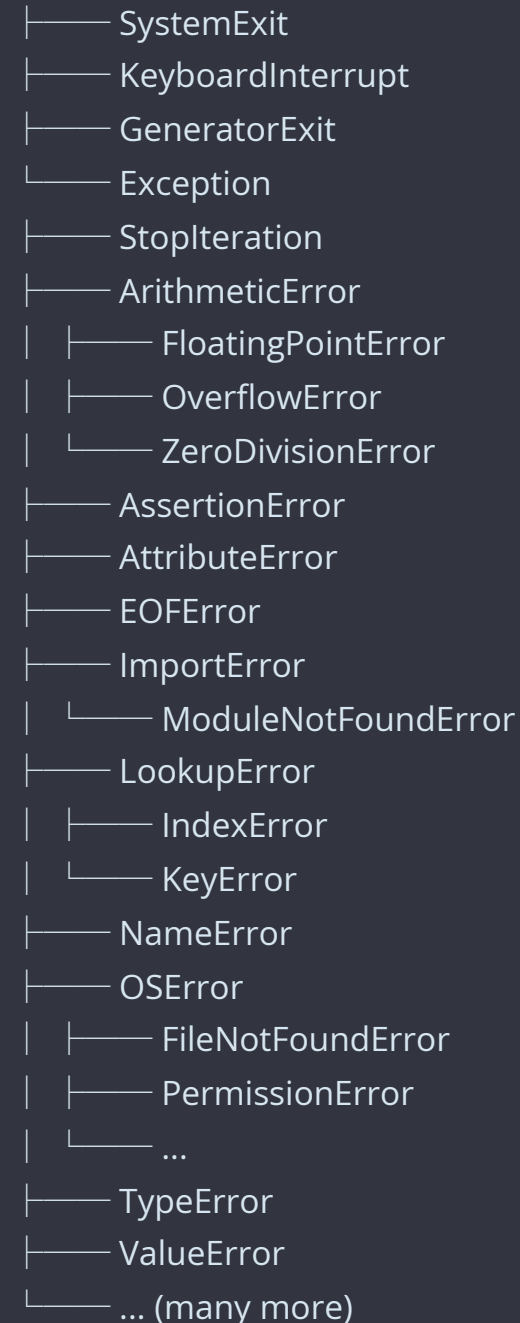 ├── SystemExit
├── KeyboardInterrupt
├── GeneratorExit
└── Exception
├── StopIteration
├── ArithmeticError
│ ├── FloatingPointError
│ ├── OverflowError
│ └── ZeroDivisionError
├── AssertionError
├── AttributeError
├── EOFError
├── ImportError
│ └── ModuleNotFoundError
├── LookupError
│ ├── IndexError
│ └── KeyError
├── NameError
├── OSError
│ ├── FileNotFoundError
│ ├── PermissionError
│ └── ...
├── TypeError
├── ValueError
└── ... (many more)